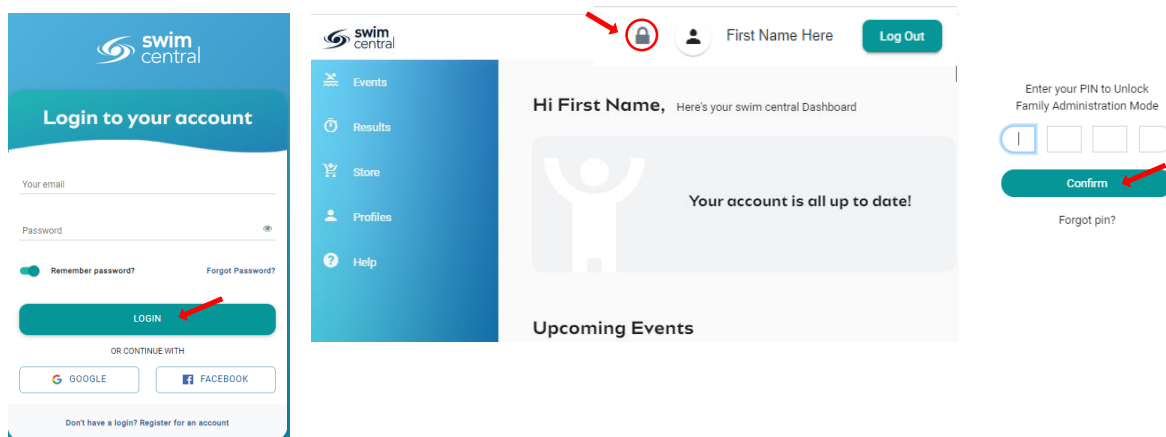 swim
central
Login to your account
Your email
Password
Remember password?
Forgot Password?
LOGIN
OR CONTINUE WITH
GOOGLE
FACEBOOK
Don't have a login? Register for an account
swim
central
First Name Here
Log Out
Events
Results
Store
Profiles
Help
Hi First Name, Here's your swim central Dashboard
Your account is all up to date!
Upcoming Events
Enter your PIN to Unlock
Family Administration Mode
Confirm
Forgot pin?